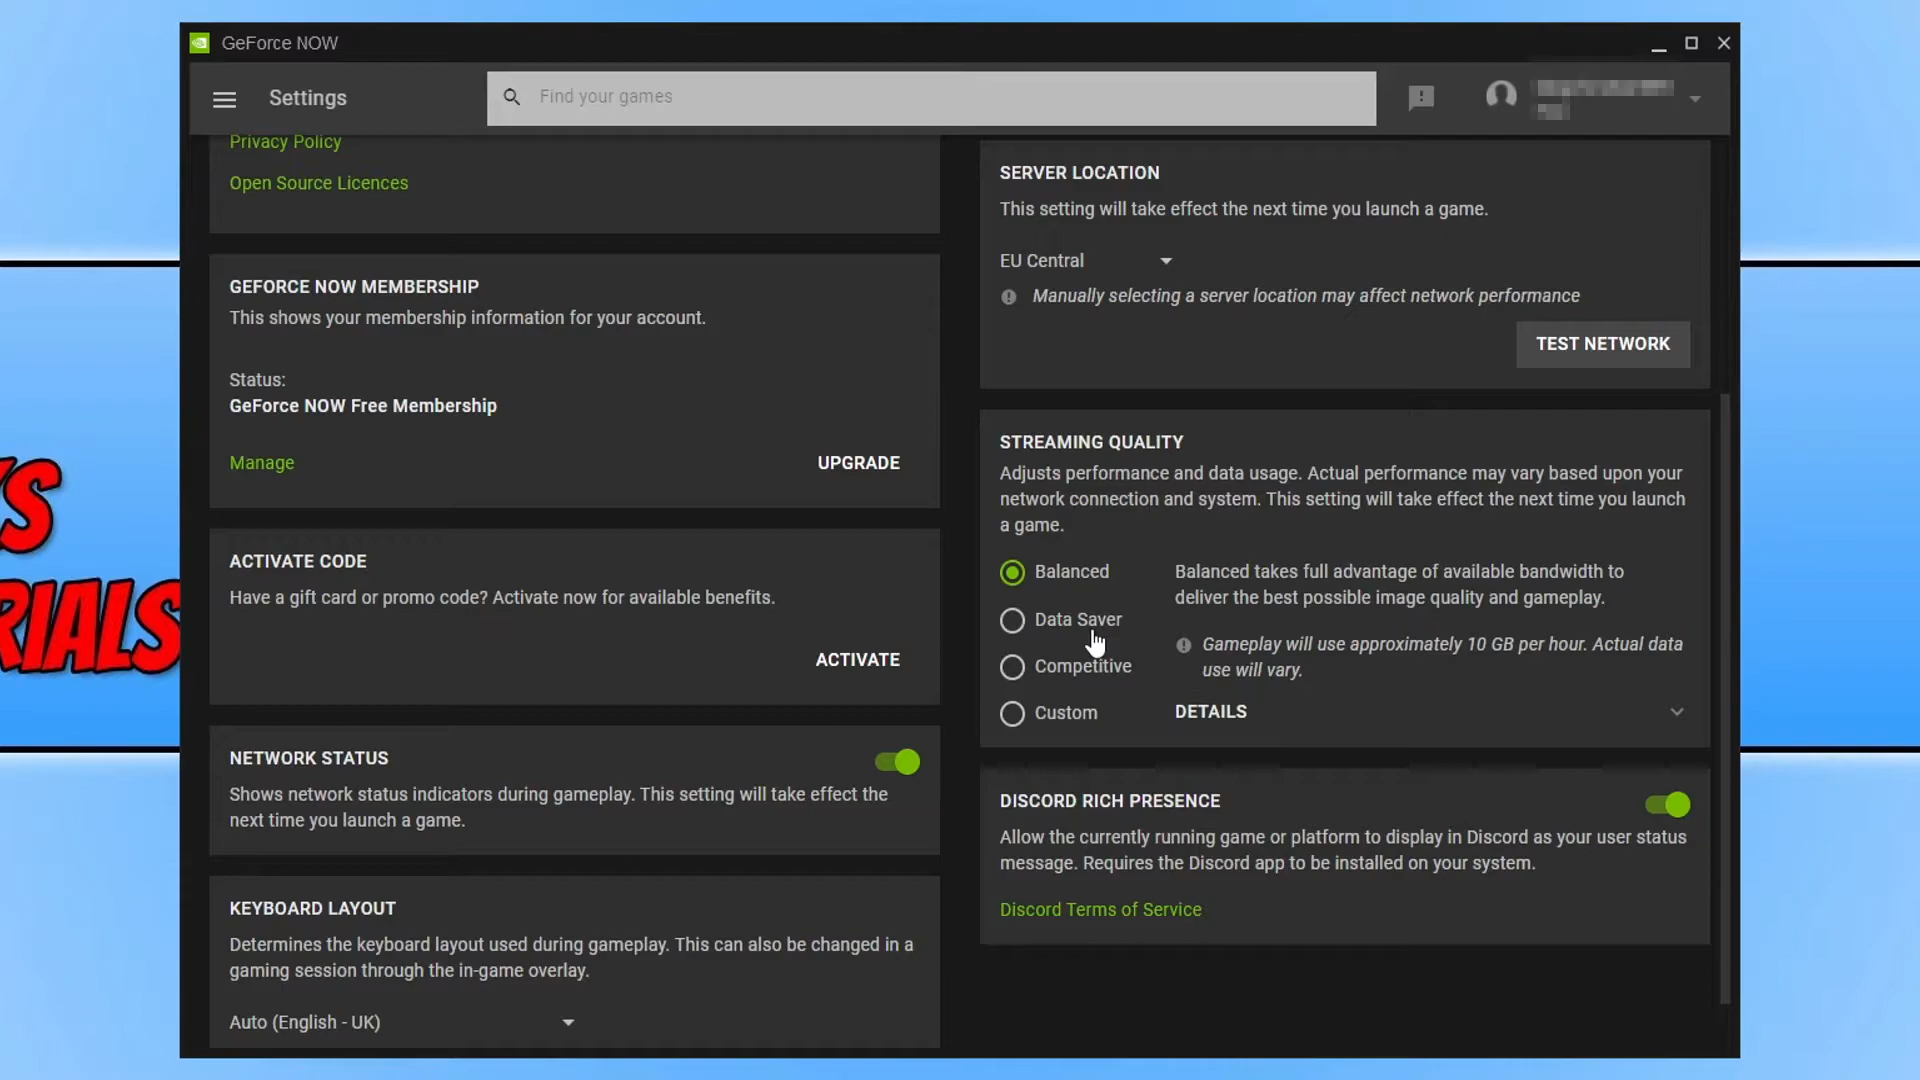 GeForce NOW
Settings
Find your games
Privacy Policy
Open Source Licences
GEFORCE NOW MEMBERSHIP
This shows your membership information for your account.
Status:
GeForce NOW Free Membership
Manage
UPGRADE
ACTIVATE CODE
Have a gift card or promo code? Activate now for available benefits.
ACTIVATE
NETWORK STATUS
Shows network status indicators during gameplay. This setting will take effect the
next time you launch a game.
KEYBOARD LAYOUT
Determines the keyboard layout used during gameplay. This can also be changed in a
gaming session through the in-game overlay.
Auto (English - UK)
SERVER LOCATION
This setting will take effect the next time you launch a game.
EU Central
Manually selecting a server location may affect network performance
TEST NETWORK
STREAMING QUALITY
Adjusts performance and data usage. Actual performance may vary based upon your
network connection and system. This setting will take effect the next time you launch
a game.
Balanced
Data Saver
Competitive
Custom
Balanced takes full advantage of available bandwidth to
deliver the best possible image quality and gameplay.
Gameplay will use approximately 10 GB per hour. Actual data
use will vary.
DETAILS
DISCORD RICH PRESENCE
Allow the currently running game or platform to display in Discord as your user status
message. Requires the Discord app to be installed on your system.
Discord Terms of Service